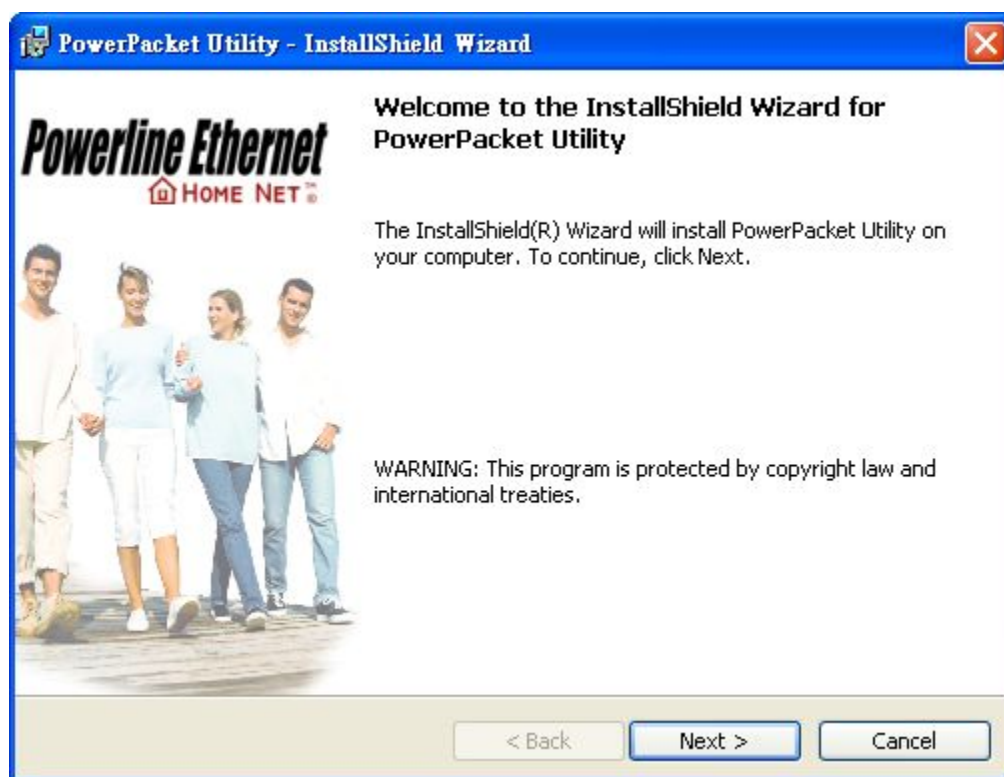 PowerPacket Utility - InstallShield Wizard
Powerline Ethernet
HOME NET™®
Welcome to the InstallShield Wizard for
PowerPacket Utility
The InstallShield(R) Wizard will install PowerPacket Utility on
your computer. To continue, click Next.
WARNING: This program is protected by copyright law and
international treaties.
< Back
Next >
Cancel